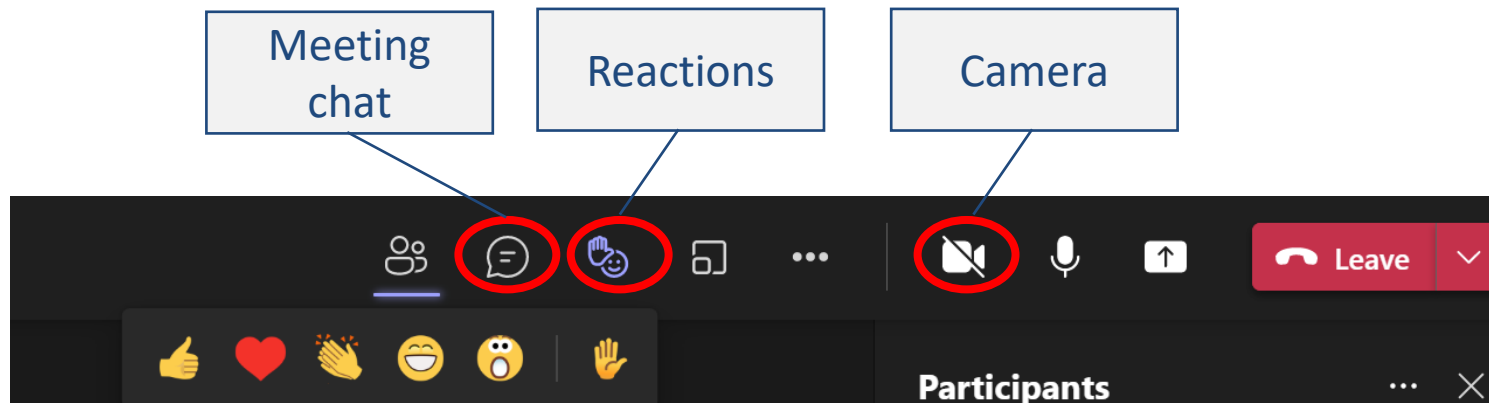 Meeting
chat
Reactions
Camera
Leave
Participants